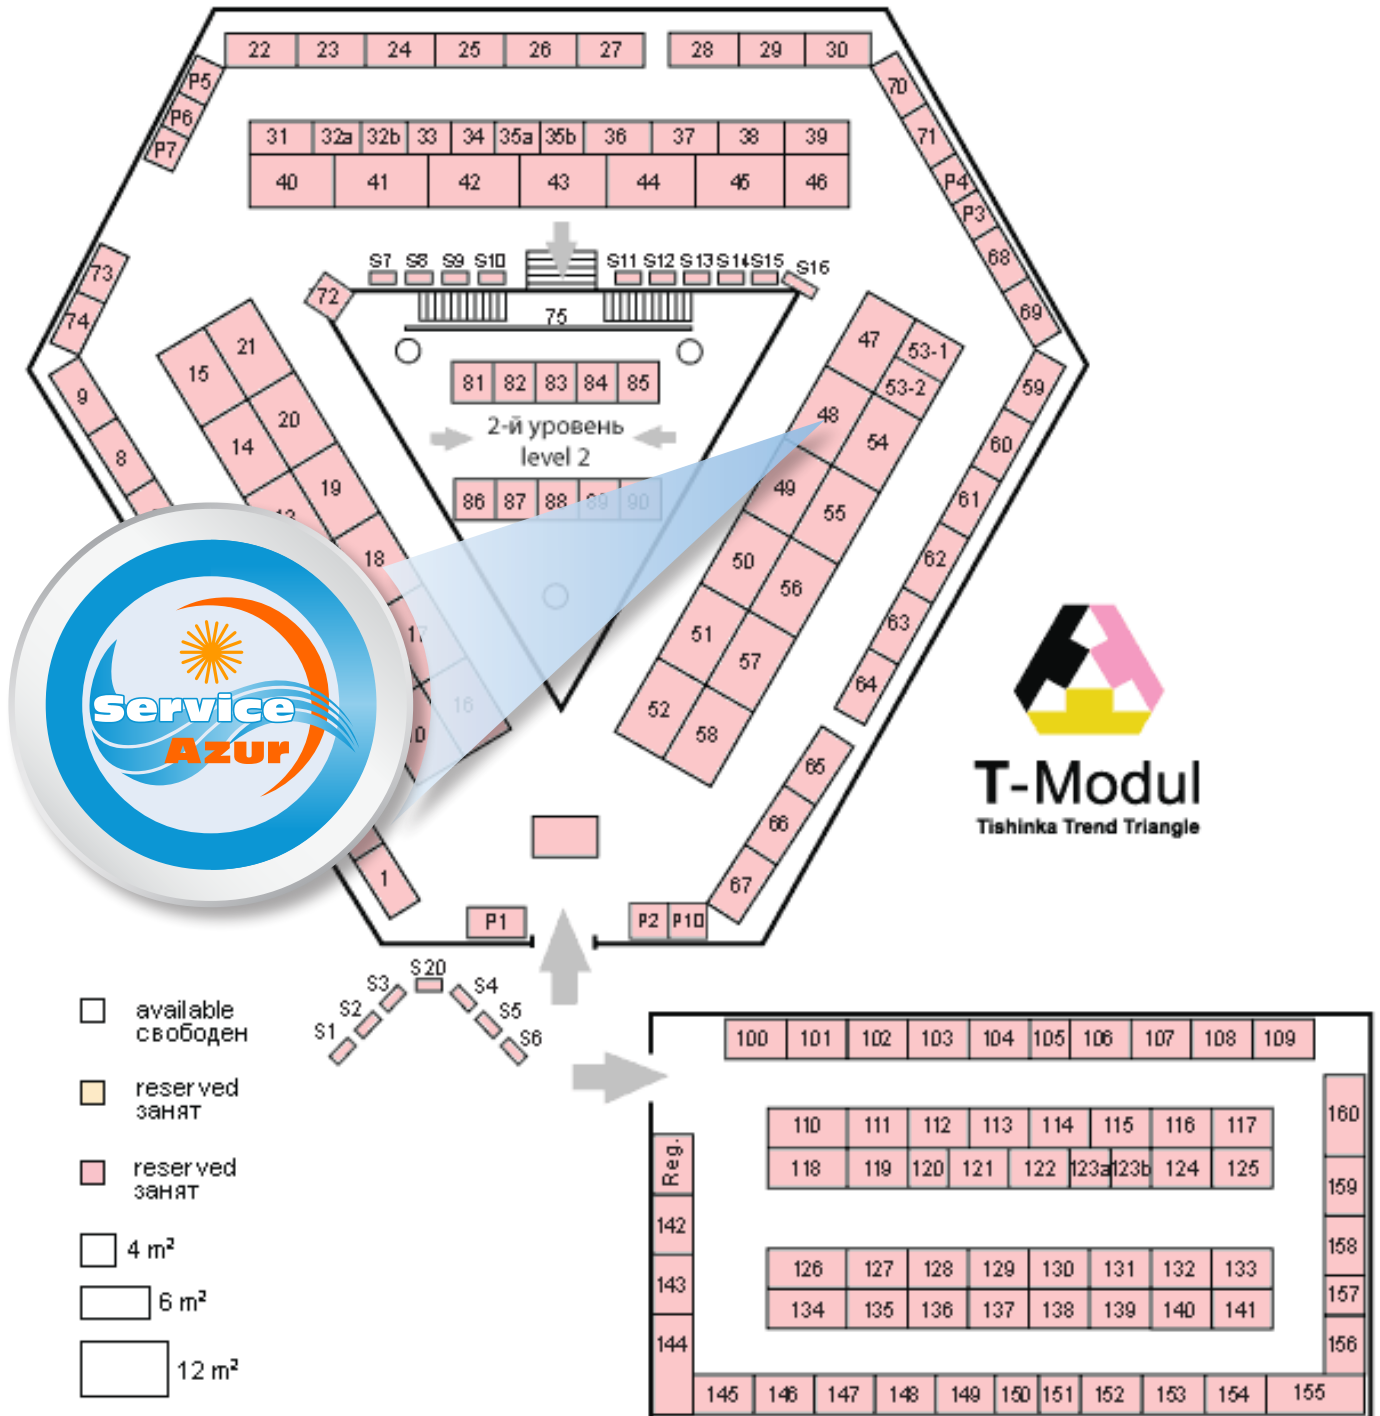 22 23 24 25 26 27 28 29 30
P5
P6
P7
70
71
P4
P3
68
69
31 32a 32b 33 34 35a 35b 36 37 38 39
40 41 42 43 44 45 46
S7 S8 S9 S10 S11 S12 S13 S14 S15 S16
72
75
73
74
9
8
15 21
14 20
19
18
17
16
1
81 82 83 84 85
2-й уровень
level 2
86 87 88 89 90
47 53-1
53-2
48 54
49 55
50 56
51 57
52 58
59
60
61
62
63
64
65
66
67
Service
Azur
T-Modul
Tishinka Trend Triangle
P1 P2 P10
S1 S2 S3 S20 S4 S5 S6
available
свободен
reserved
занят
reserved
занят
4 m²
6 m²
12 m²
100 101 102 103 104 105 106 107 108 109
110 111 112 113 114 115 116 117
118 119 120 121 122 123a 123b 124 125
126 127 128 129 130 131 132 133
134 135 136 137 138 139 140 141
Reg.
142
143
144
160
159
158
157
156
145 146 147 148 149 150 151 152 153 154 155